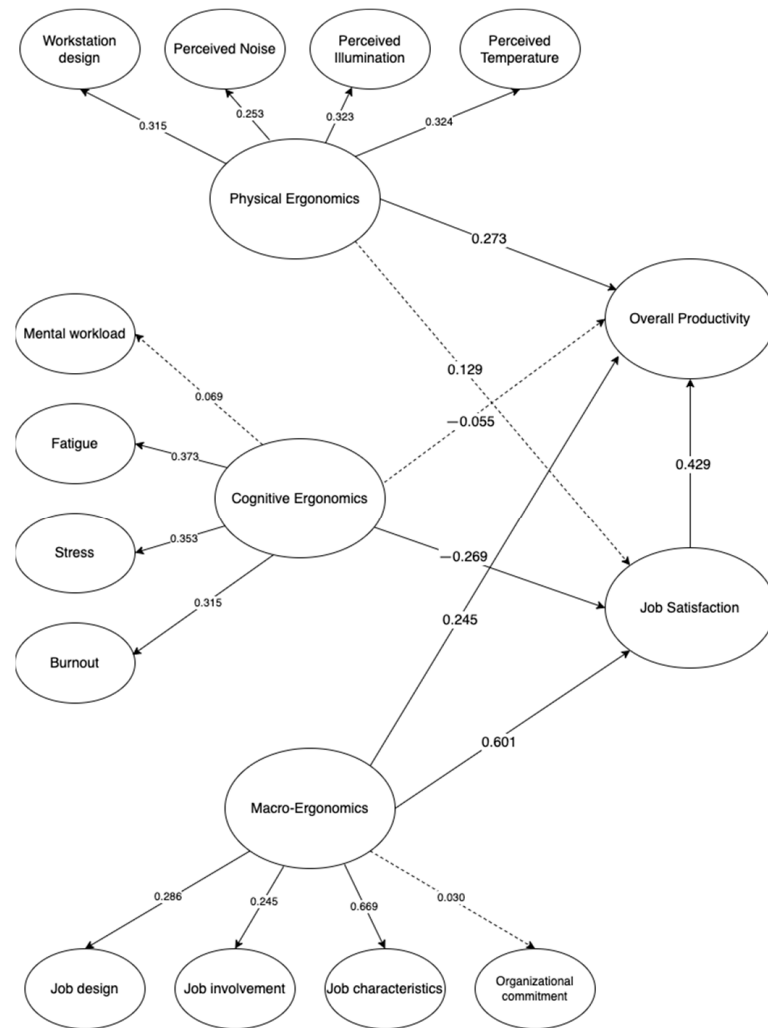 Workstation
design
Perceived Noise
Perceived
Illumination
Perceived
Temperature
0.315
0.253
0.323
0.324
Physical Ergonomics
0.273
Overall Productivity
Mental workload
0.129
0.069
−0.055
Fatigue
0.373
0.429
Cognitive Ergonomics
Stress
0.353
−0.269
Job Satisfaction
0.315
0.245
Burnout
0.601
Macro-Ergonomics
0.286
0.245
0.669
0.030
Job design
Job involvement
Job characteristics
Organizational
commitment